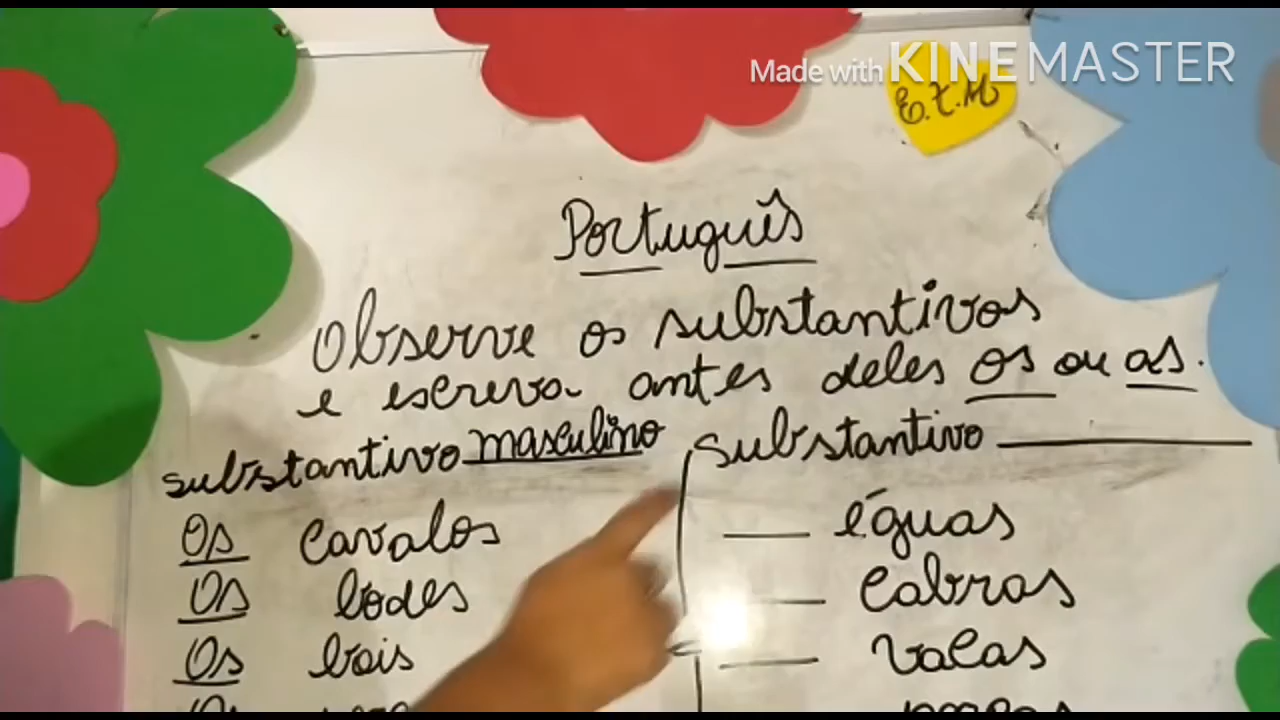 Made with KINEMASTER
E.T.M
Português
Observe os substantivos
e escreva antes deles os ou as.
substantivo masculino
Os cavalos
Os bodes
Os bois
Os
substantivo
éguas
Cabras
Vacas